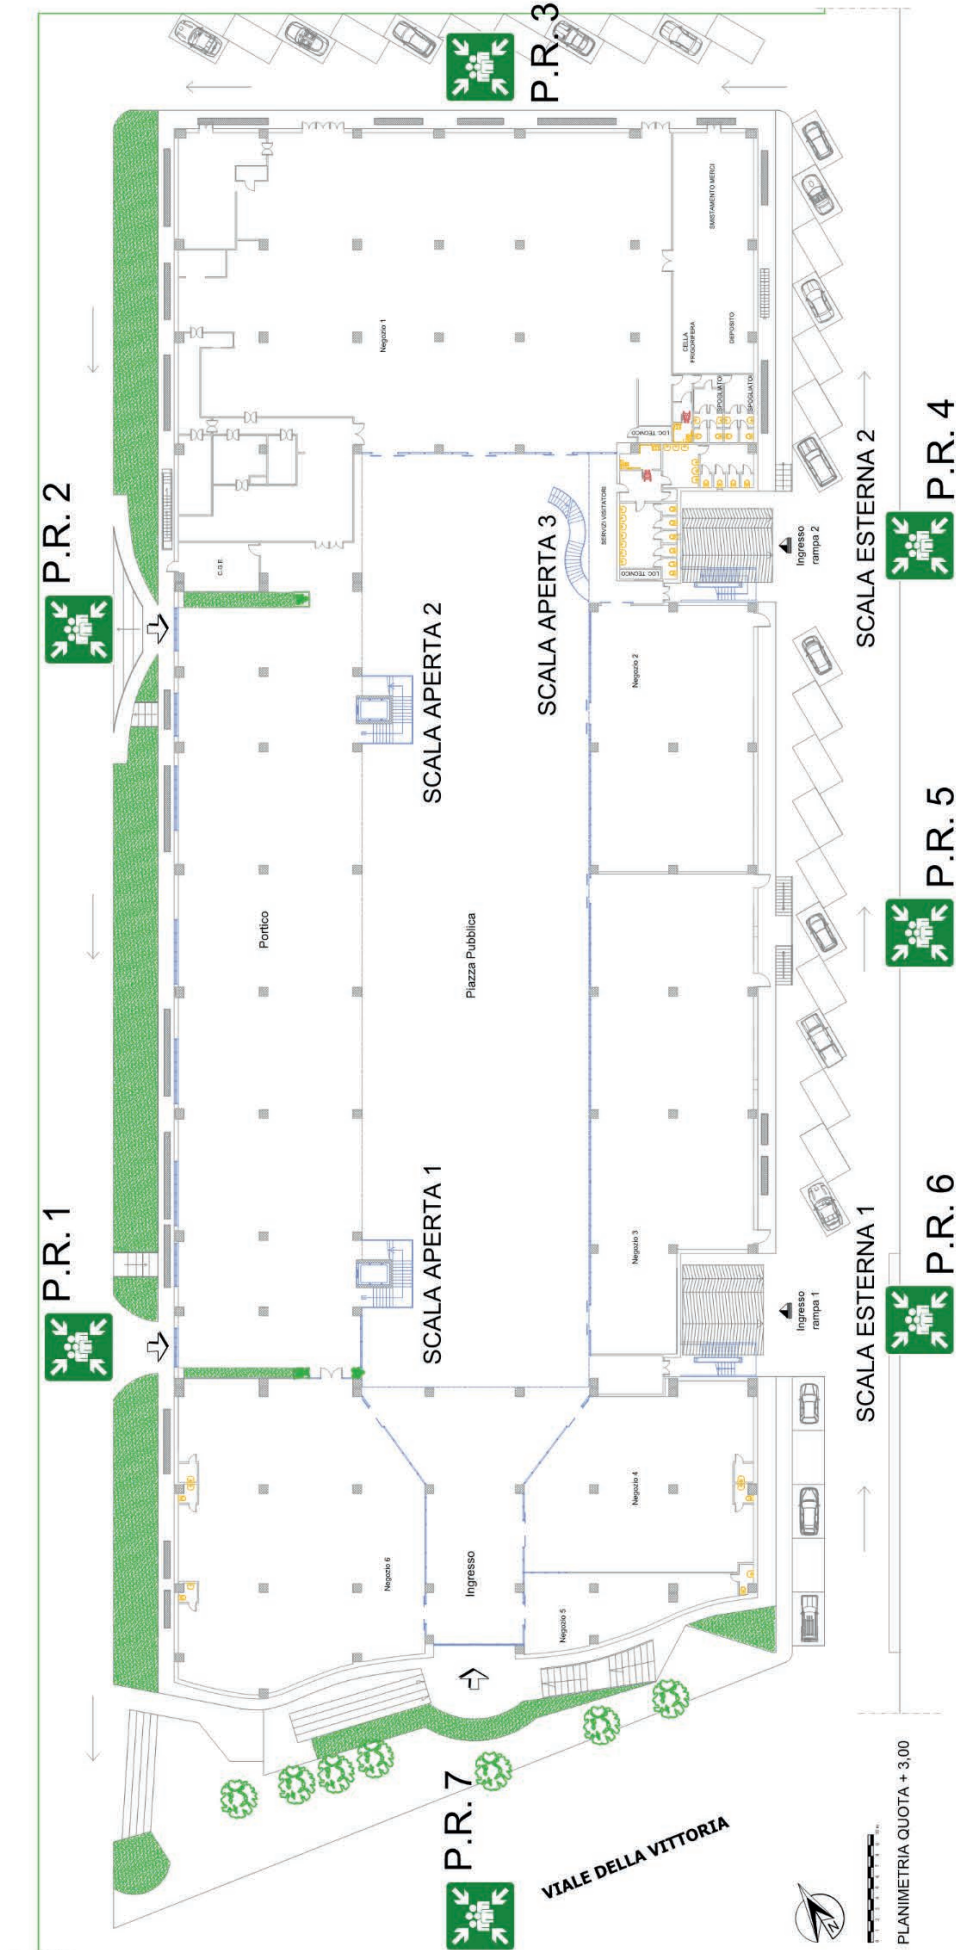 P.R. 3
P.R. 2
P.R. 1
P.R. 4
P.R. 5
P.R. 6
P.R. 7
SMISTAMENTO MERCI
Negozio 1
CELLA
FRIGORIFERA
DEPOSITO
SPOGLIATOI
SPOGLIATOI
LOC. TECNICO
SERVIZI VISITATORI
LOC. TECNICO
C.G.E.
SCALA APERTA 3
SCALA APERTA 2
SCALA APERTA 1
SCALA ESTERNA 2
SCALA ESTERNA 1
Ingresso
rampa 2
Negozio 2
Portico
Piazza Pubblica
Negozio 3
Ingresso
rampa 1
Negozio 4
Negozio 6
Ingresso
Negozio 5
VIALE DELLA VITTORIA
N
PLANIMETRIA QUOTA + 3,00